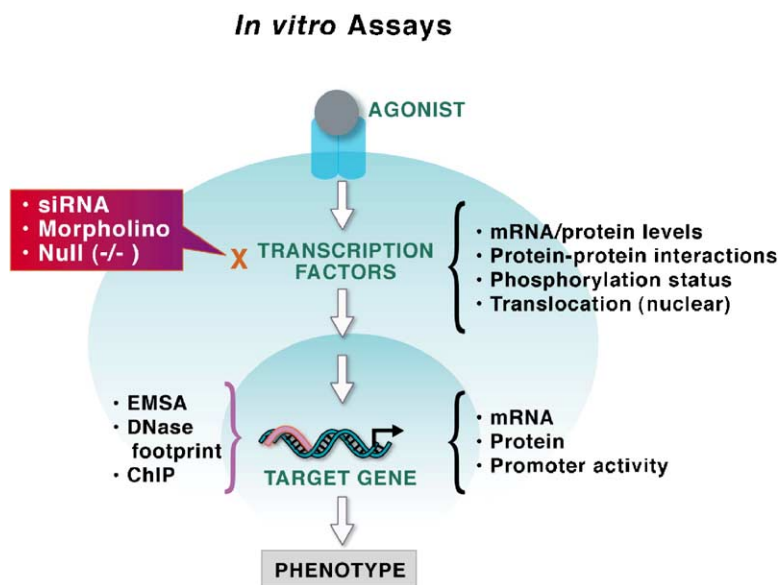 In vitro Assays
AGONIST
• siRNA
• Morpholino
• Null (-/- )
X
TRANSCRIPTION
FACTORS
• mRNA/protein levels
• Protein-protein interactions
• Phosphorylation status
• Translocation (nuclear)
• EMSA
• DNase
footprint
• ChIP
TARGET GENE
• mRNA
• Protein
• Promoter activity
PHENOTYPE